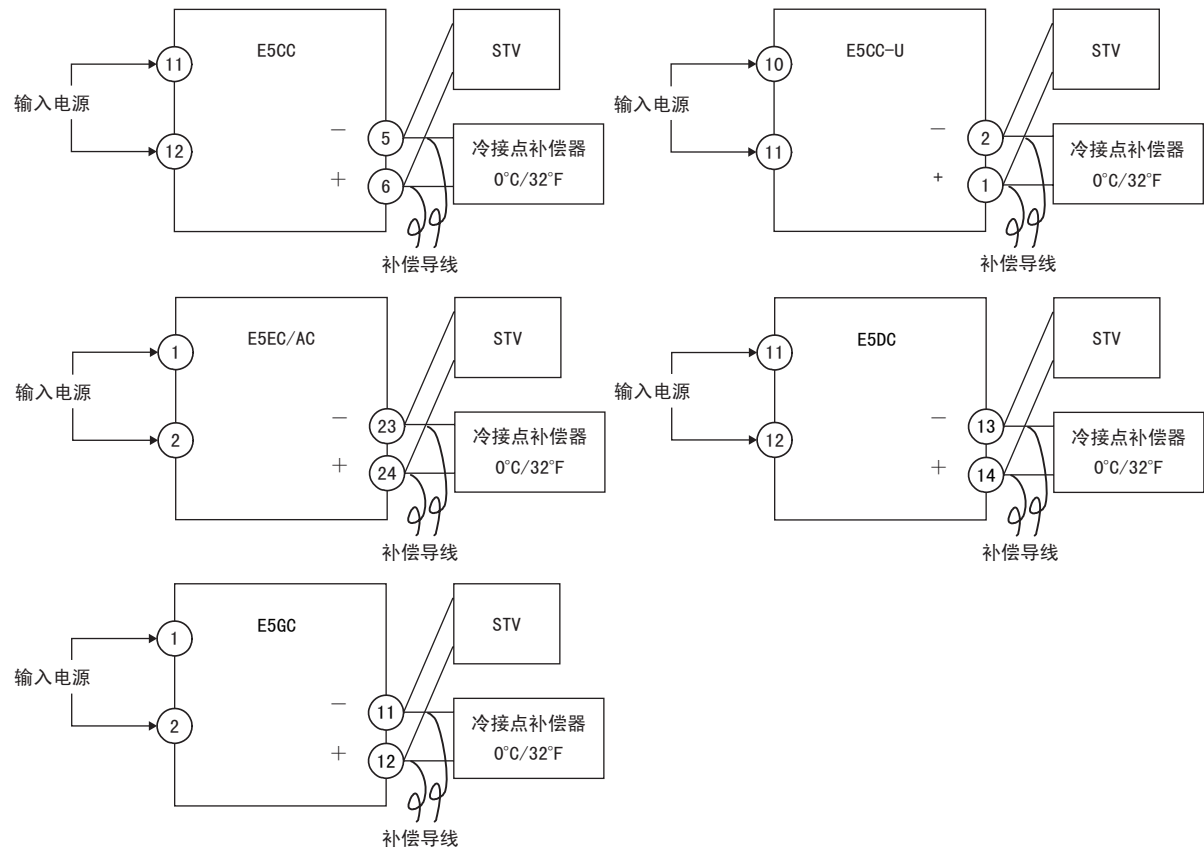 E5CC
STV
11
输入电源
12
－
5
+
6
冷接点补偿器
0°C/32°F
补偿导线
E5CC-U
STV
10
输入电源
11
－
2
+
1
冷接点补偿器
0°C/32°F
补偿导线
E5EC/AC
STV
1
输入电源
2
－
23
+
24
冷接点补偿器
0°C/32°F
补偿导线
E5DC
STV
11
输入电源
12
－
13
+
14
冷接点补偿器
0°C/32°F
补偿导线
E5GC
STV
1
输入电源
2
－
11
+
12
冷接点补偿器
0°C/32°F
补偿导线